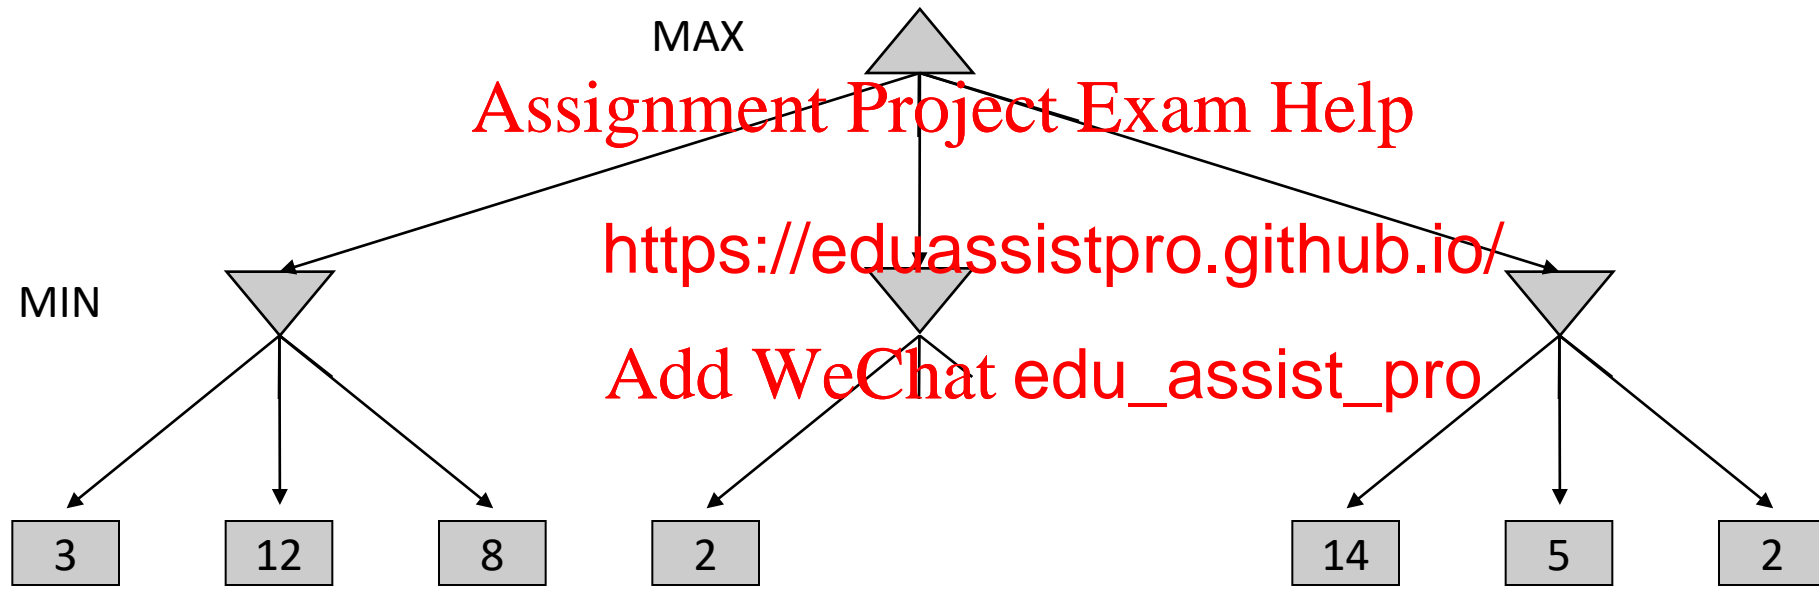 MAX
Assignment Project Exam Help
https://eduassistpro.github.io/
MIN
Add WeChat edu_assist_pro
3 12 8 2 14 5 2